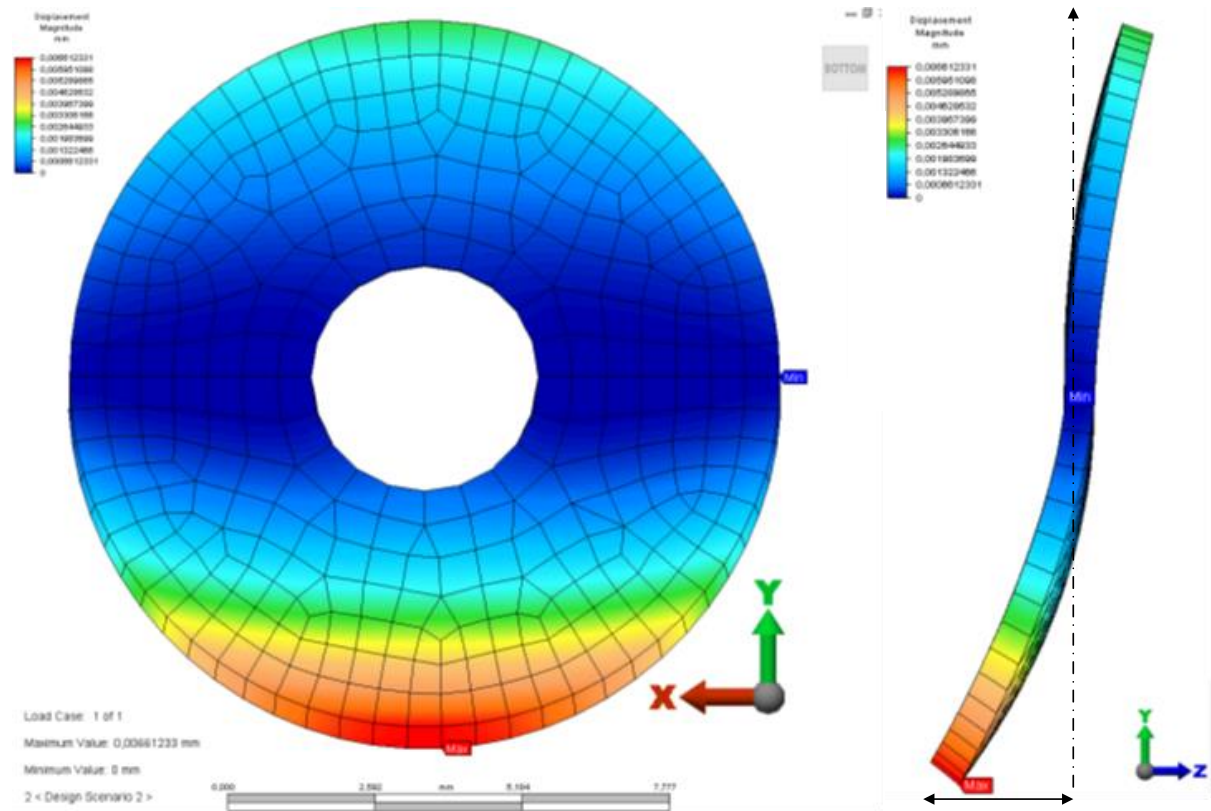 Displacement
Magnitude
mm
0,006612331
0,005951098
0,005289865
0,004628632
0,003967399
0,003306166
0,002644933
0,001983699
0,001322466
0,0006612331
0
Min
Max
Y
X
Load Case: 1 of 1
Maximum Value: 0,00661233 mm
Minimum Value: 0 mm
2 < Design Scenario 2 >
0,000
2,592
mm
5,184
7,777
BOTTOM
Displacement
Magnitude
mm
0,006612331
0,005951098
0,005289865
0,004628632
0,003967399
0,003306166
0,002644933
0,001983699
0,001322466
0,0006612331
0
Min
Max
Y
Z